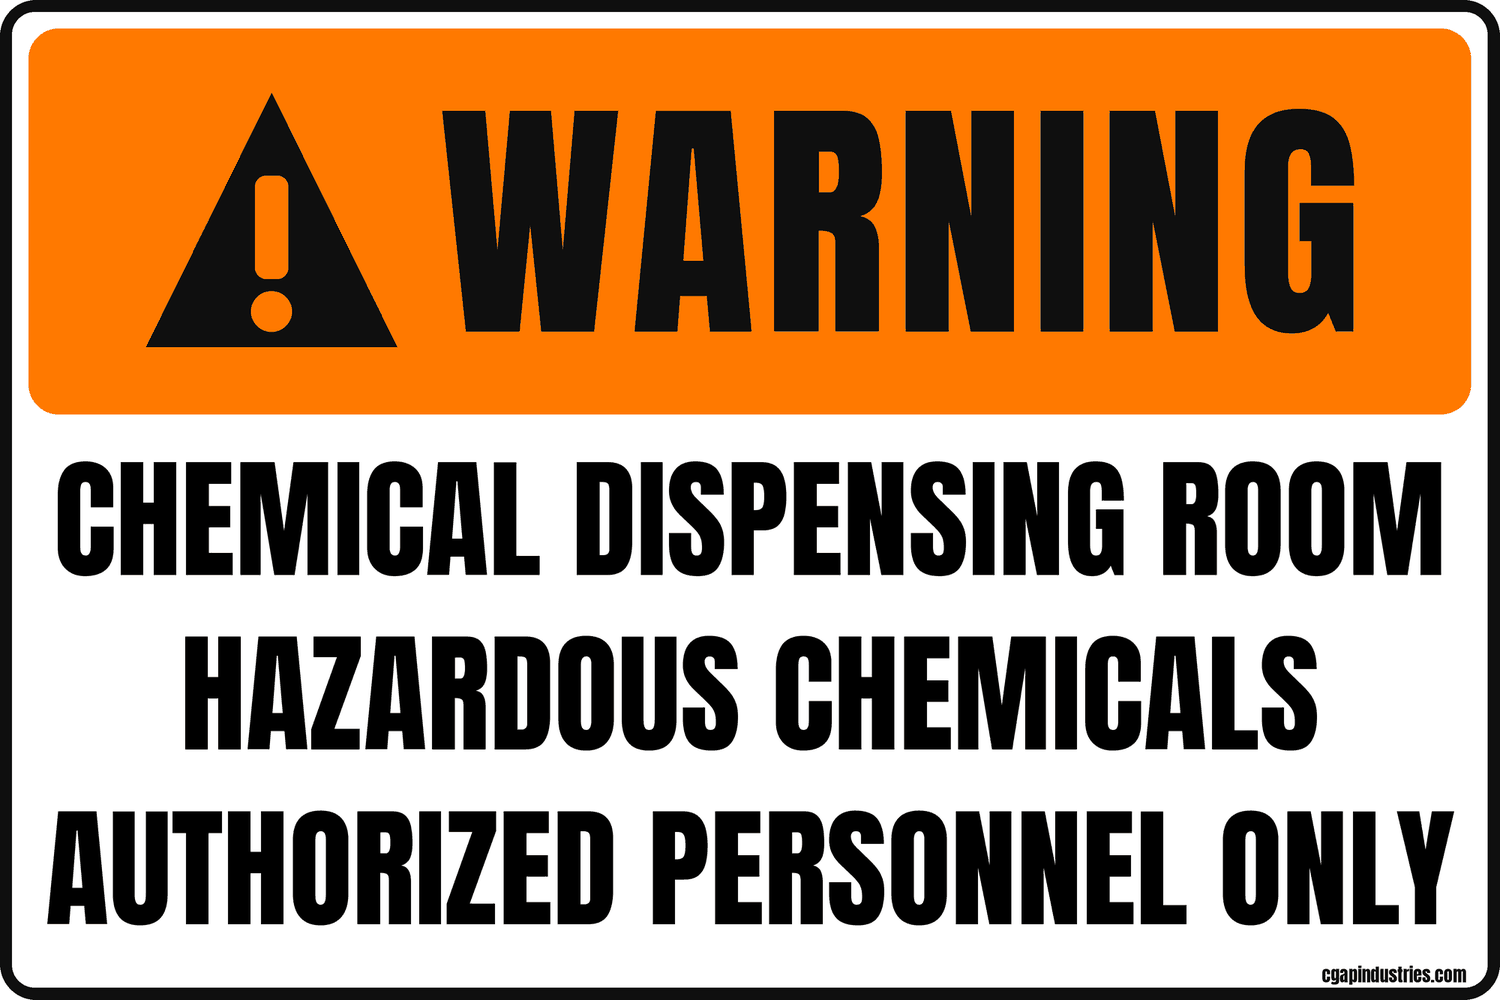 WARNING
CHEMICAL DISPENSING ROOM
HAZARDOUS CHEMICALS
AUTHORIZED PERSONNEL ONLY
cgapindustries.com